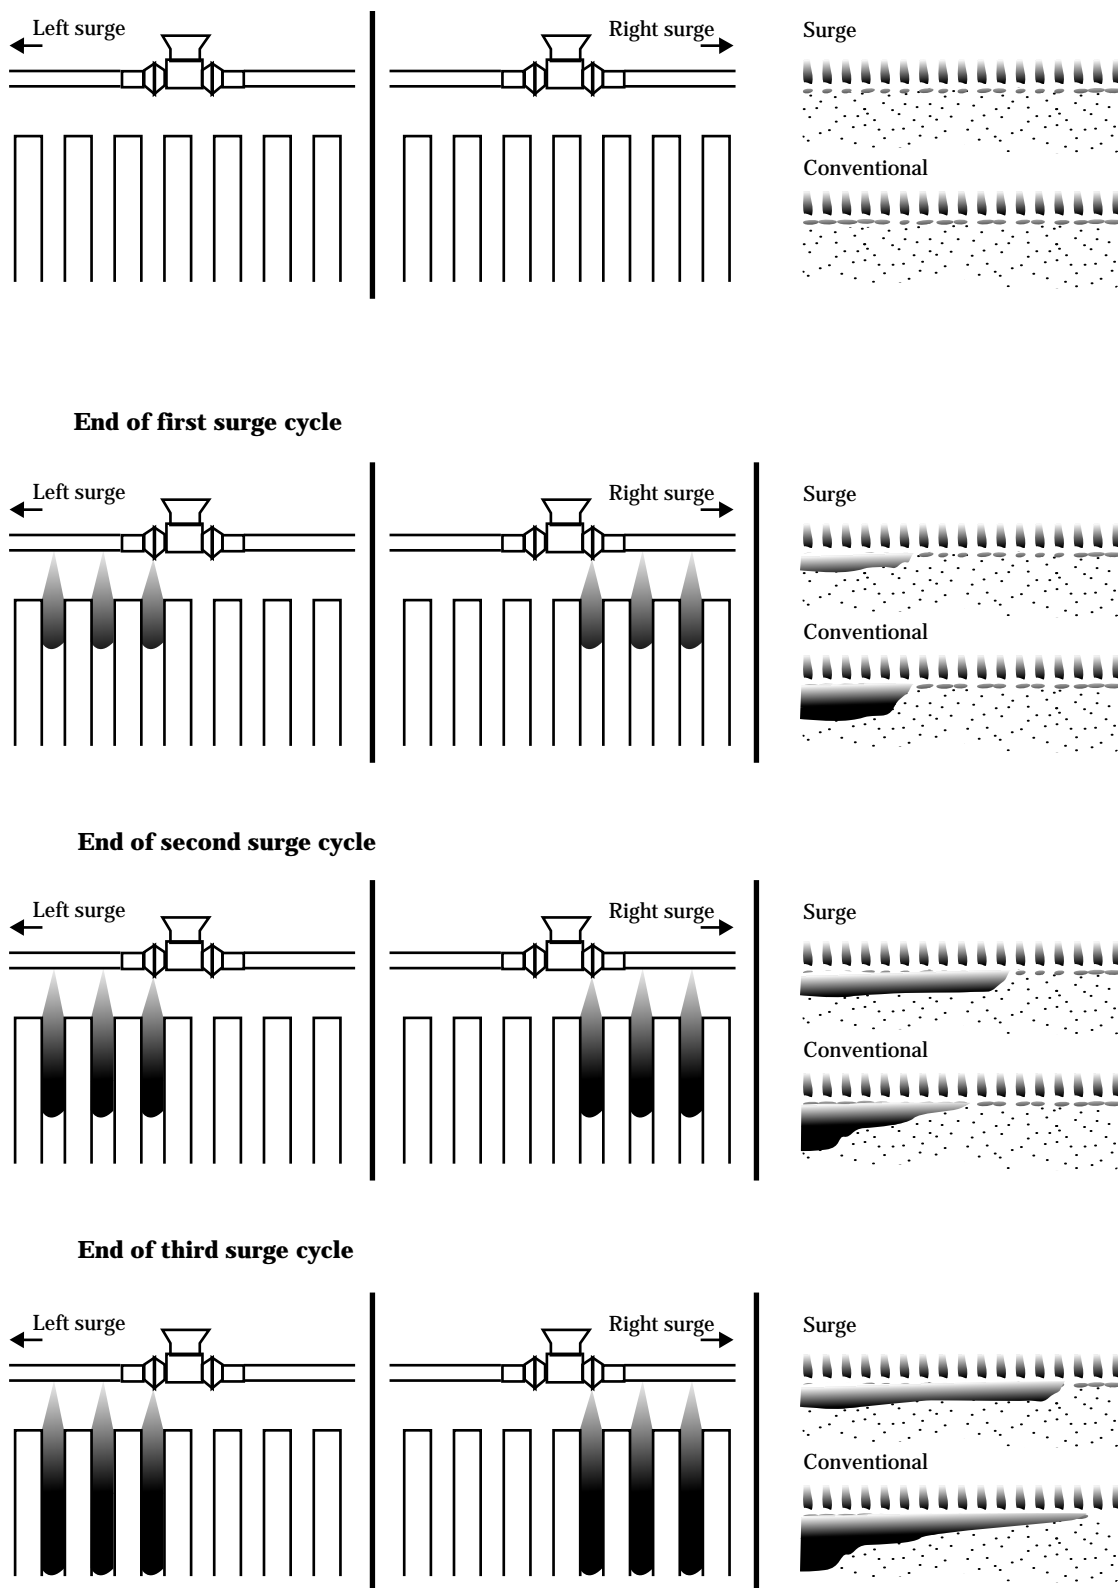 Left surge
Right surge
Surge
Conventional
End of first surge cycle
Left surge
Right surge
Surge
Conventional
End of second surge cycle
Left surge
Right surge
Surge
Conventional
End of third surge cycle
Left surge
Right surge
Surge
Conventional